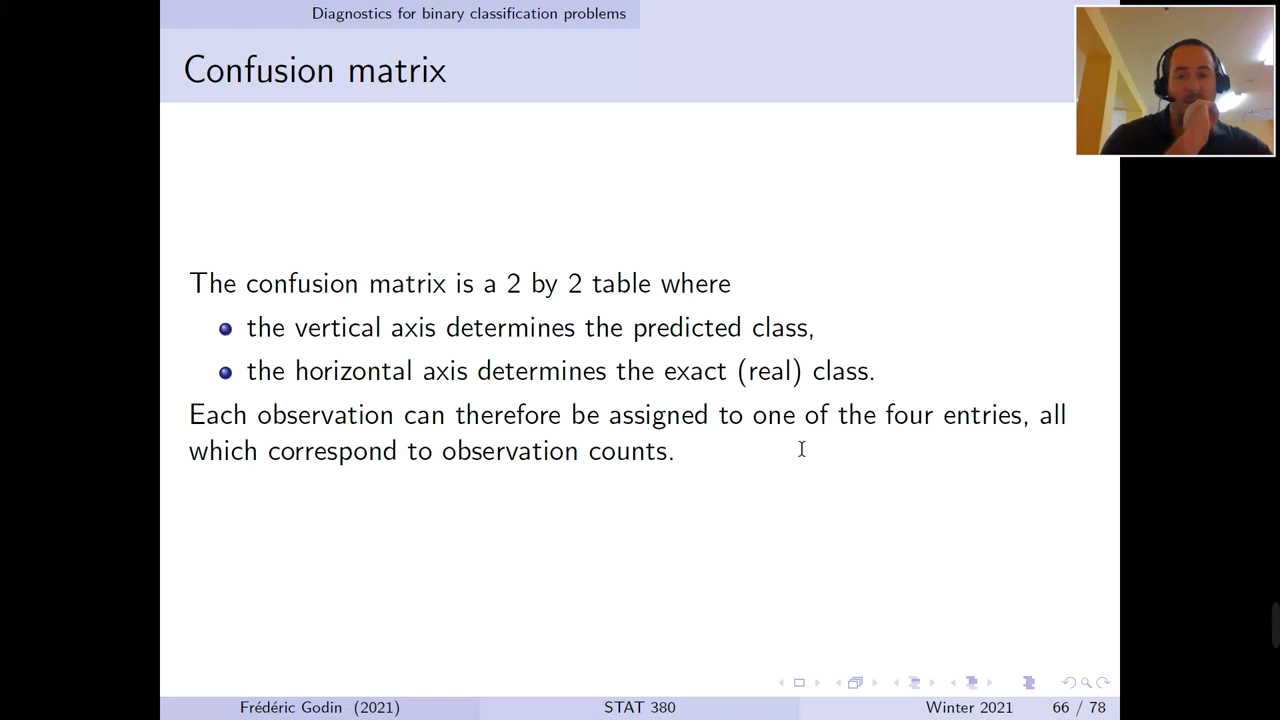 Diagnostics for binary classification problems
Confusion matrix
The confusion matrix is a 2 by 2 table where
the vertical axis determines the predicted class,
the horizontal axis determines the exact (real) class.
Each observation can therefore be assigned to one of the four entries, all
which correspond to observation counts.
Frédéric Godin (2021)
STAT 380
Winter 2021
66 / 78